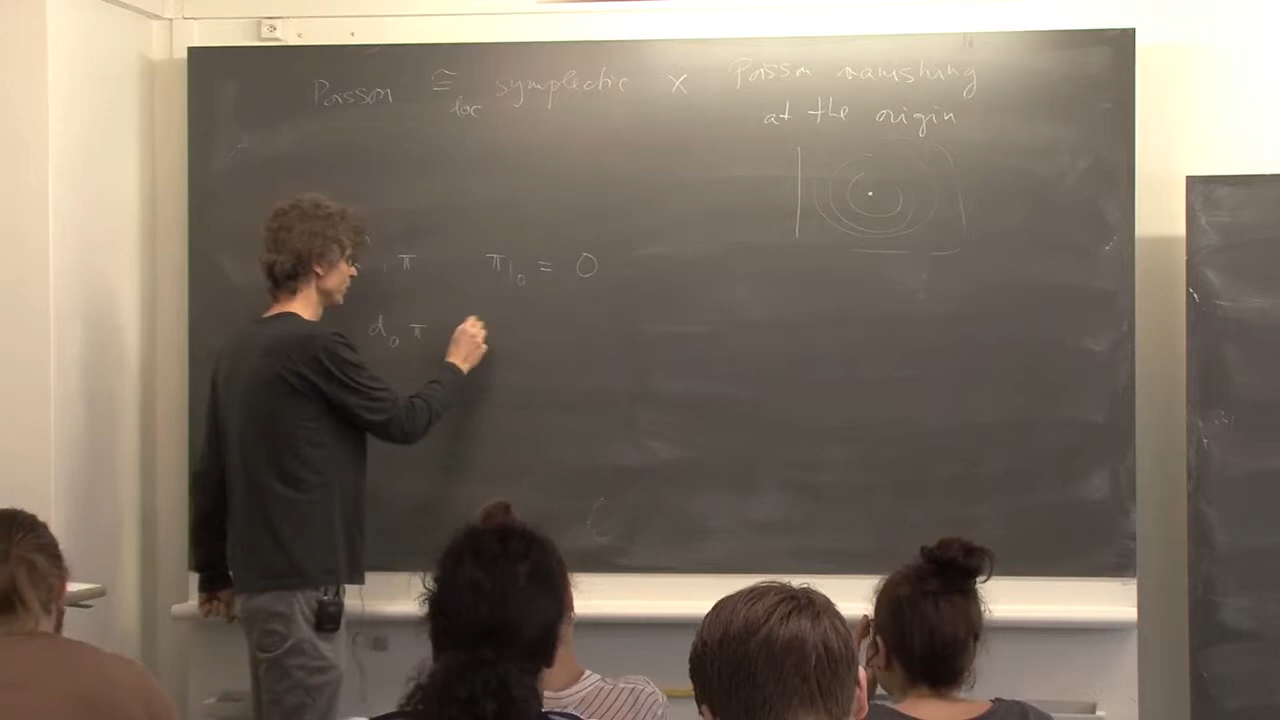 Poisson ≅ loc symplectic × Poisson vanishing
at the origin
, π π|₀ = 0
d₀ π